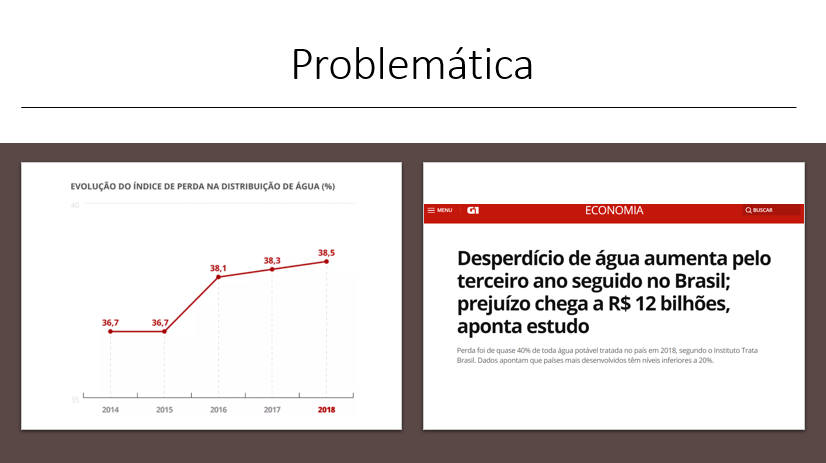 Problemática
EVOLUÇÃO DO ÍNDICE DE PERDA NA DISTRIBUIÇÃO DE ÁGUA (%)
40
36,7
36,7
38,1
38,3
38,5
35
2014 2015 2016 2017 2018
MENU G1 ECONOMIA BUSCAR
Desperdício de água aumenta pelo
terceiro ano seguido no Brasil;
prejuízo chega a R$ 12 bilhões,
aponta estudo
Perda foi de quase 40% de toda água potável tratada no país em 2018, segundo o Instituto Trata
Brasil. Dados apontam que países mais desenvolvidos têm níveis inferiores a 20%.